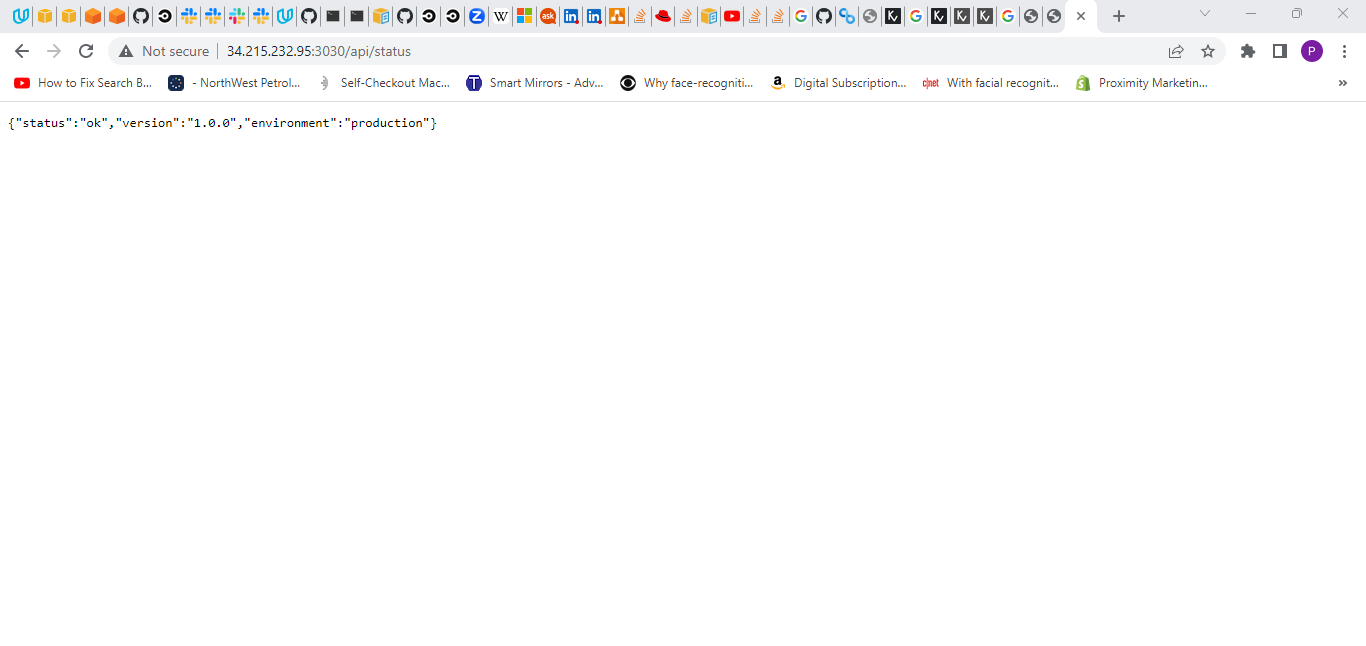 Not secure 34.215.232.95:3030/api/status
P
How to Fix Search B... - NorthWest Petrol... Self-Checkout Mac... Smart Mirrors - Adv... Why face-recogniti... Digital Subscription... With facial recognit... Proximity Marketin... »
{"status":"ok","version":"1.0.0","environment":"production"}